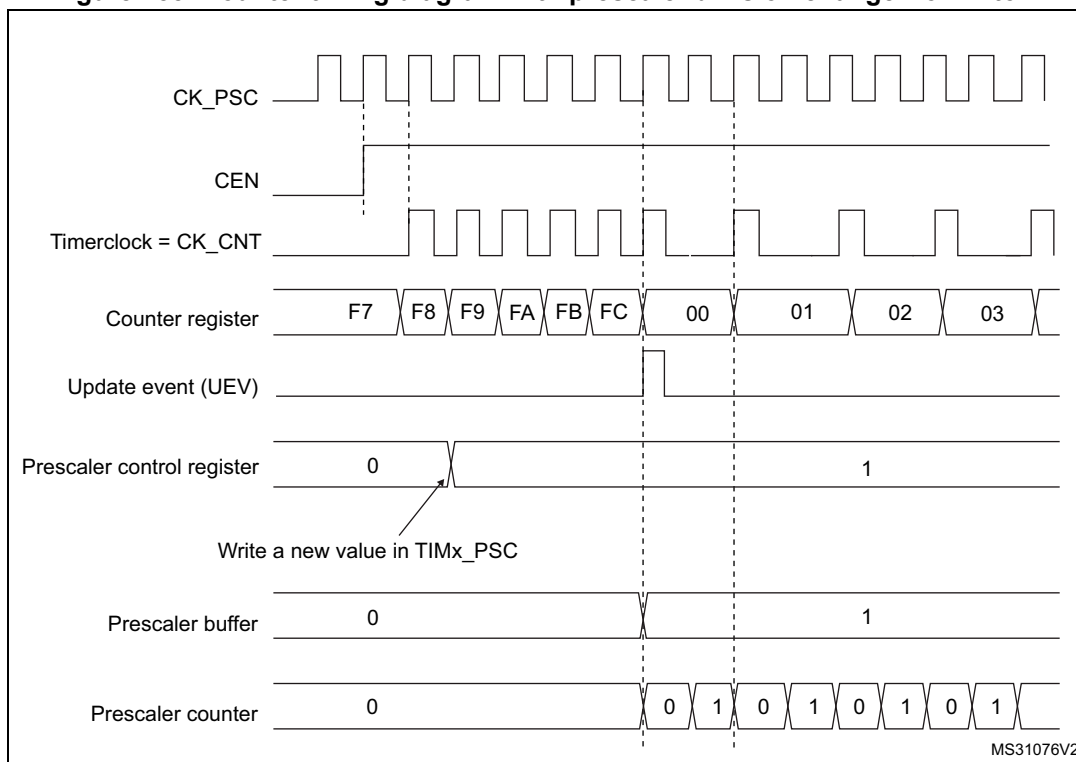 CK_PSC
CEN
Timerclock = CK_CNT
Counter register F7 F8 F9 FA FB FC 00 01 02 03
Update event (UEV)
Prescaler control register 0 1
Write a new value in TIMx_PSC
Prescaler buffer 0 1
Prescaler counter 0 0 1 0 1 0 1 0 1
MS31076V2